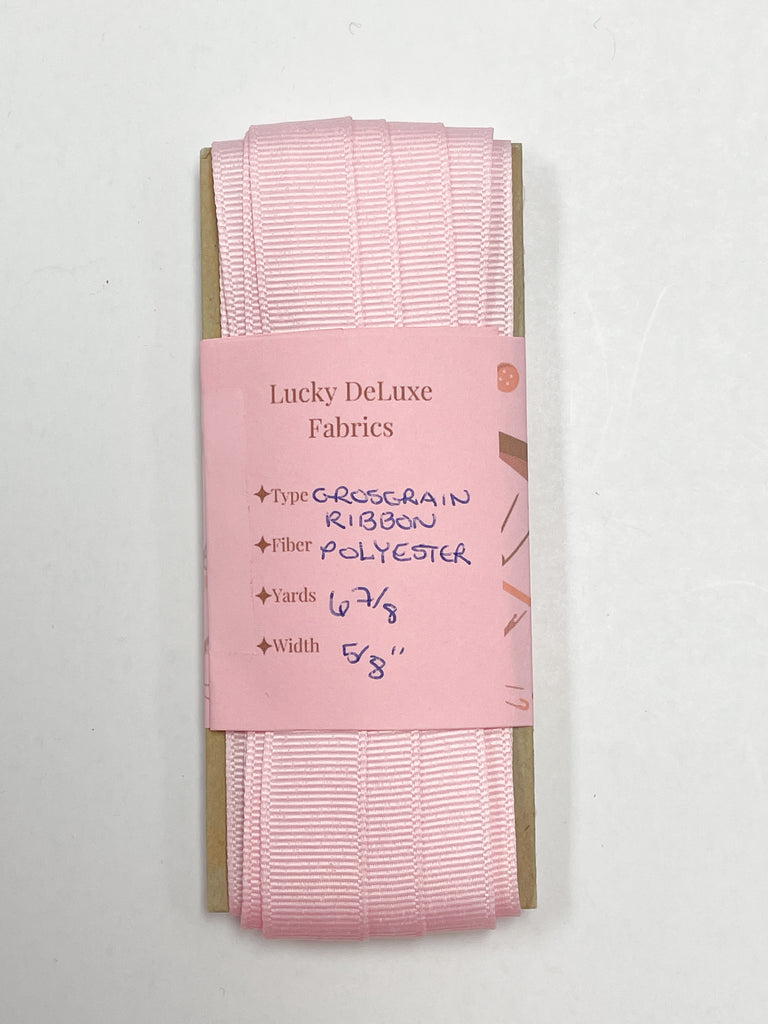 Lucky DeLuxe
Fabrics
Type GROSGRAIN
RIBBON
Fiber POLYESTER
Yards 6 7/8
Width 5/8"